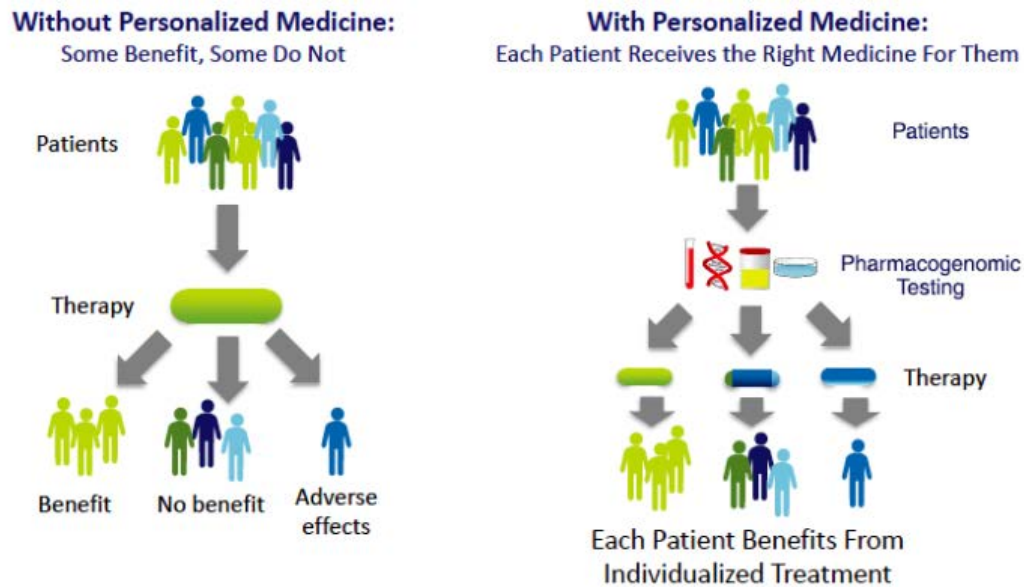 Without Personalized Medicine:
Some Benefit, Some Do Not
Patients
Therapy
Benefit
No benefit
Adverse
effects
With Personalized Medicine:
Each Patient Receives the Right Medicine For Them
Patients
Pharmacogenomic
Testing
Therapy
Each Patient Benefits From
Individualized Treatment